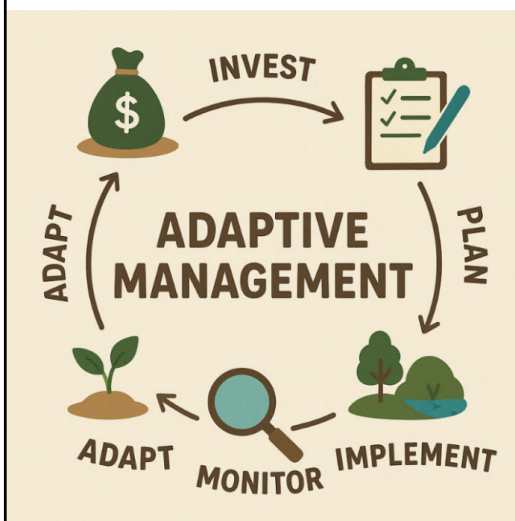 INVEST
$
PLAN
ADAPT
ADAPTIVE
MANAGEMENT
ADAPT
MONITOR
IMPLEMENT